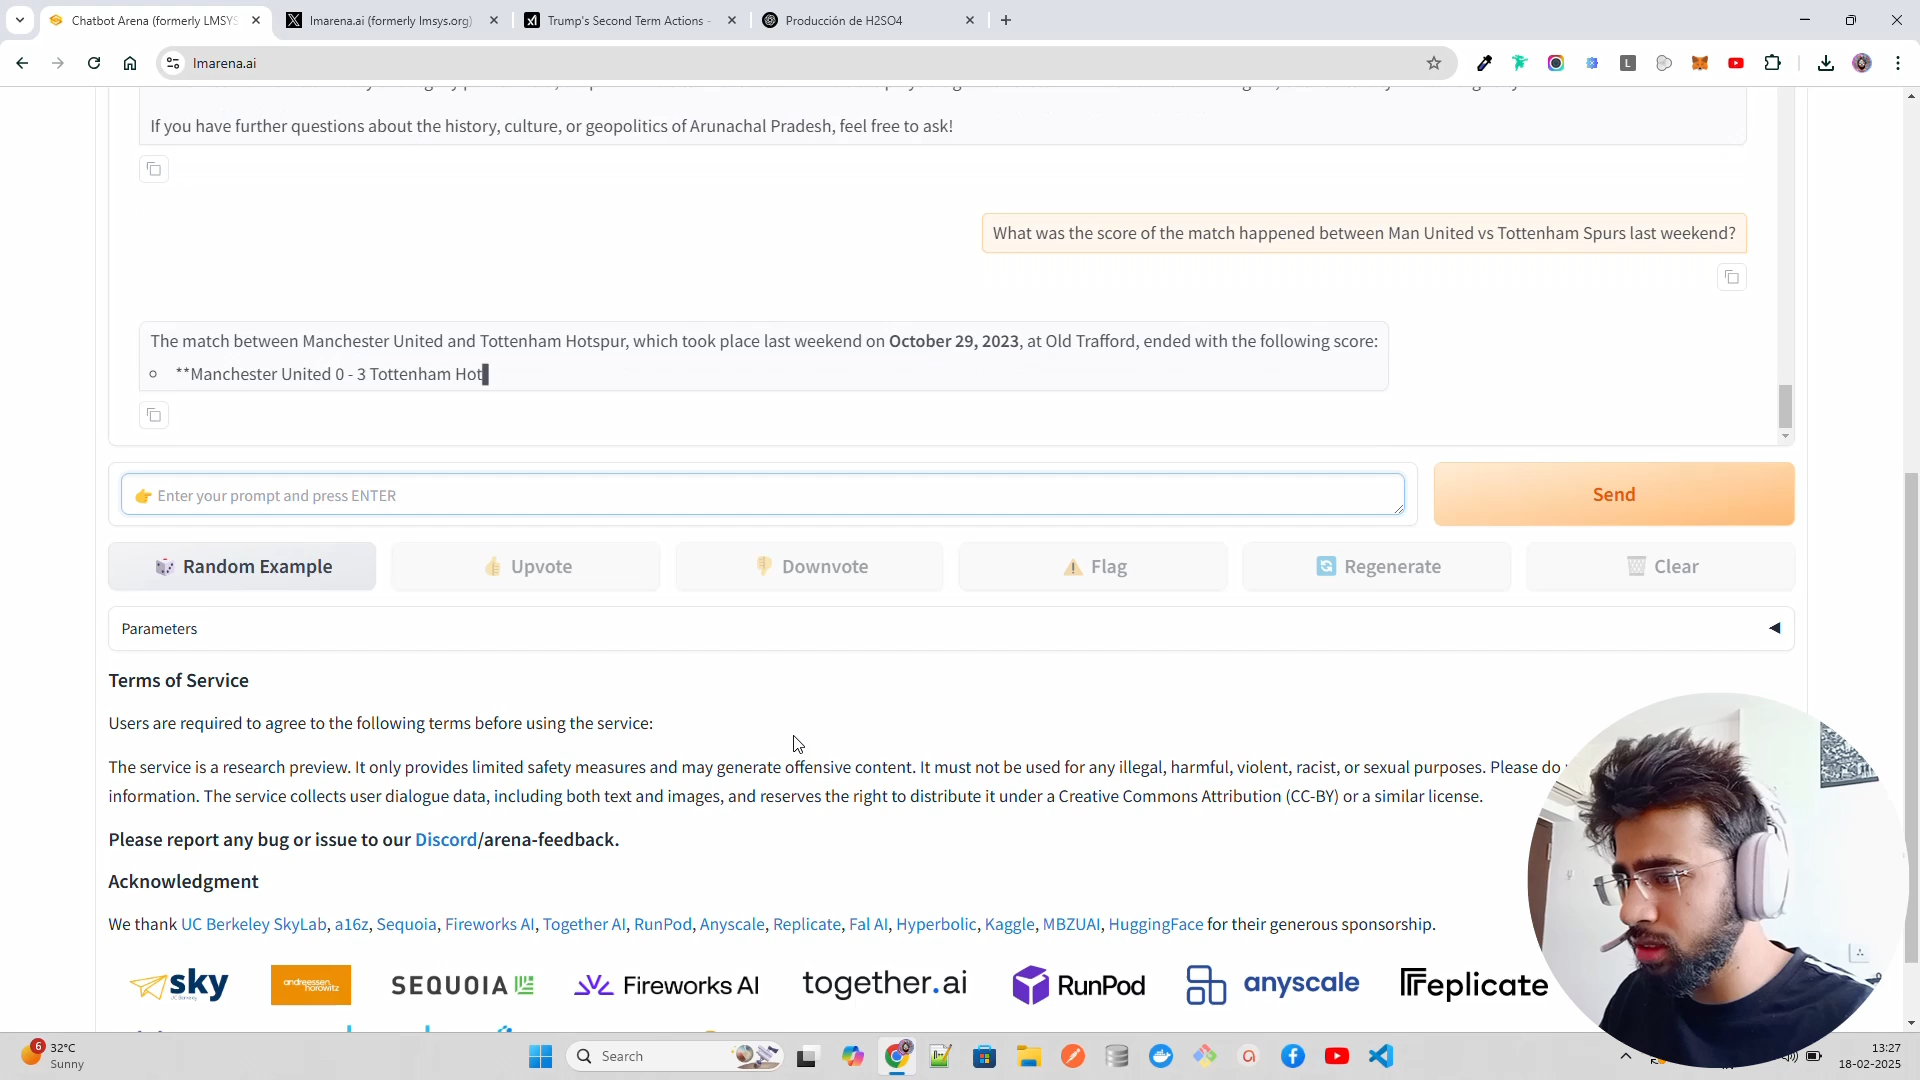 Chatbot Arena (formerly LMSYS
lmarena.ai (formerly lmsys.org)
Trump's Second Term Actions -
Producción de H2SO4
lmarena.ai
If you have further questions about the history, culture, or geopolitics of Arunachal Pradesh, feel free to ask!
What was the score of the match happened between Man United vs Tottenham Spurs last weekend?
The match between Manchester United and Tottenham Hotspur, which took place last weekend on October 29, 2023, at Old Trafford, ended with the following score:
**Manchester United 0 - 3 Tottenham Hot
👉 Enter your prompt and press ENTER
Send
🎲 Random Example
👍 Upvote
👎 Downvote
⚠️ Flag
🔄 Regenerate
🗑️ Clear
Parameters
Terms of Service
Users are required to agree to the following terms before using the service:
The service is a research preview. It only provides limited safety measures and may generate offensive content. It must not be used for any illegal, harmful, violent, racist, or sexual purposes. Please do
information. The service collects user dialogue data, including both text and images, and reserves the right to distribute it under a Creative Commons Attribution (CC-BY) or a similar license.
Please report any bug or issue to our Discord/arena-feedback.
Acknowledgment
We thank UC Berkeley SkyLab, a16z, Sequoia, Fireworks AI, Together AI, RunPod, Anyscale, Replicate, Fal AI, Hyperbolic, Kaggle, MBZUAI, HuggingFace for their generous sponsorship.
sky
andreessen. horowitz
SEQUOIA
Fireworks AI
together.ai
RunPod
anyscale
Replicate
6
32°C
Sunny
Search
13:27
18-02-2025